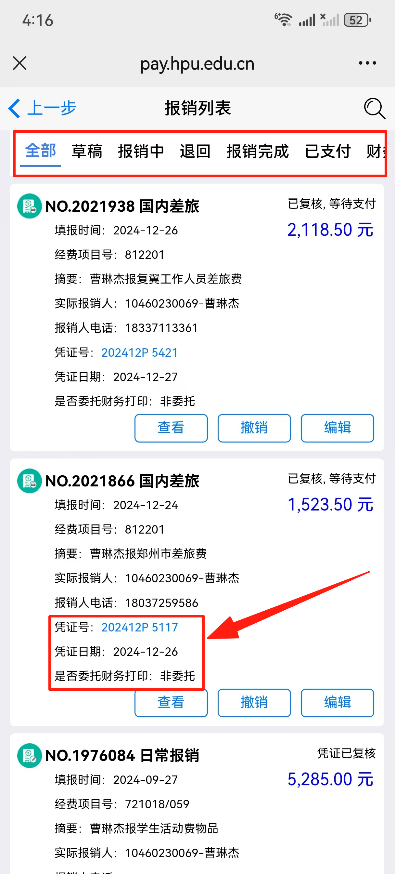 4:16
52
pay.hpu.edu.cn
上一步
报销列表
全部 草稿 报销中 退回 报销完成 已支付 财
NO.2021938 国内差旅 已复核, 等待支付
填报时间：2024-12-26 2,118.50 元
经费项目号：812201
摘要：曹琳杰报复冀工作人员差旅费
实际报销人：10460230069-曹琳杰
报销人电话：18337113361
凭证号：202412P 5421
凭证日期：2024-12-27
是否委托财务打印：非委托
查看 撤销 编辑
NO.2021866 国内差旅 已复核, 等待支付
填报时间：2024-12-24 1,523.50 元
经费项目号：812201
摘要：曹琳杰报郑州市差旅费
实际报销人：10460230069-曹琳杰
报销人电话：18037259586
凭证号：202412P 5117
凭证日期：2024-12-26
是否委托财务打印：非委托
查看 撤销 编辑
NO.1976084 日常报销 凭证已复核
填报时间：2024-09-27 5,285.00 元
经费项目号：721018/059
摘要：曹琳杰报学生活动费物品
实际报销人：10460230069-曹琳杰